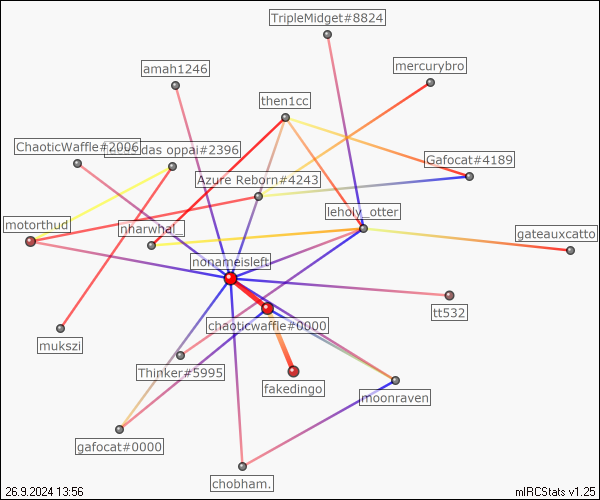 TripleMidget#8824
mercurybro
amah1246
then1cc
ChaoticWaffle#2006
das oppai#2396
Gafocat#4189
Azure Reborn#4243
leholy_otter
motorthud
nharwhal_
gateauxcatto
nonameisleft
tt532
chaoticwaffle#0000
mukszi
Thinker#5995
fakedingo
moonraven
gafocat#0000
chobham.
26.9.2024 13:56
mIRCStats v1.25